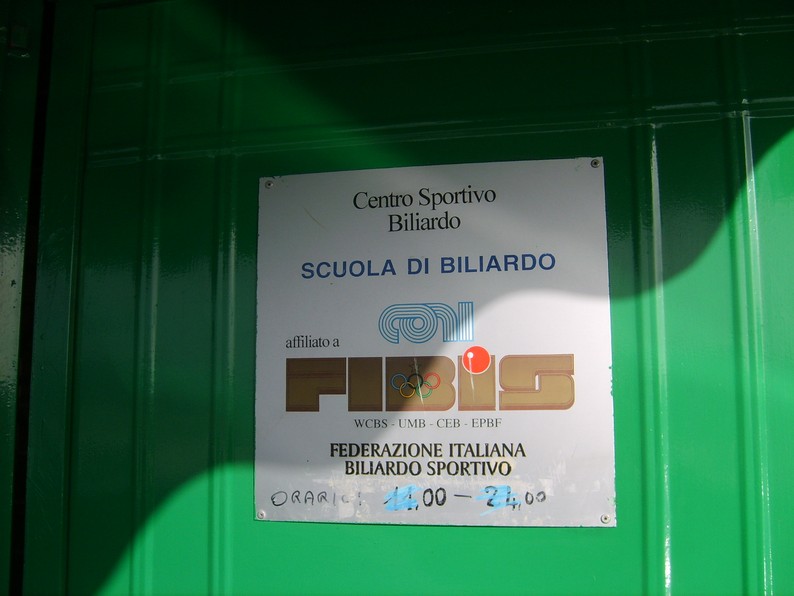 Centro Sportivo
Biliardo
SCUOLA DI BILIARDO
CONI
affiliato a
FIBiS
WCBS - UMB - CEB - EPBF
FEDERAZIONE ITALIANA
BILIARDO SPORTIVO
ORARIO: ,00 — 24,00